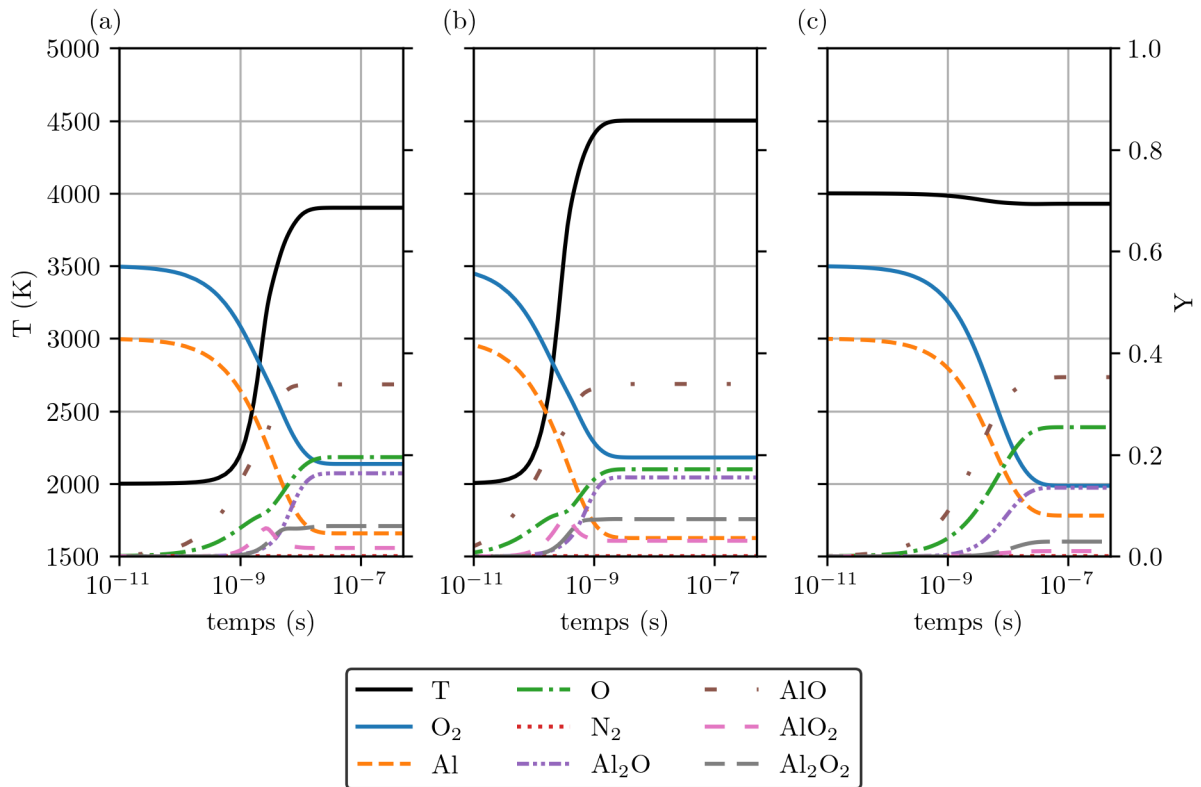 (a) (b) (c)
5000 1.0
4500
0.8
4000
3500 0.6
T (K) Y
3000
0.4
2500
2000 0.2
1500 0.0
10⁻¹¹ 10⁻⁹ 10⁻⁷ 10⁻¹¹ 10⁻⁹ 10⁻⁷ 10⁻¹¹ 10⁻⁹ 10⁻⁷
temps (s) temps (s) temps (s)
T O AlO
O₂ N₂ AlO₂
Al Al₂O Al₂O₂